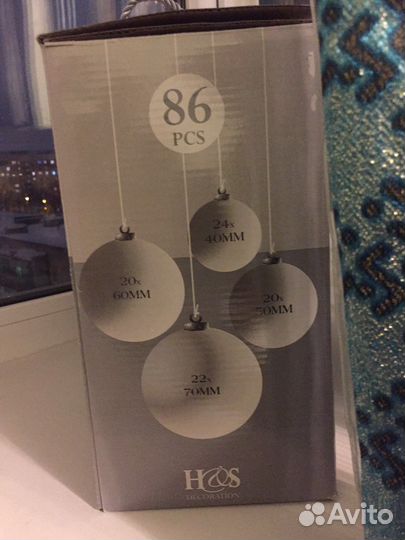 86
PCS
24x
40MM
20x
60MM
20x
50MM
22x
70MM
H&S
DECORATION
Avito